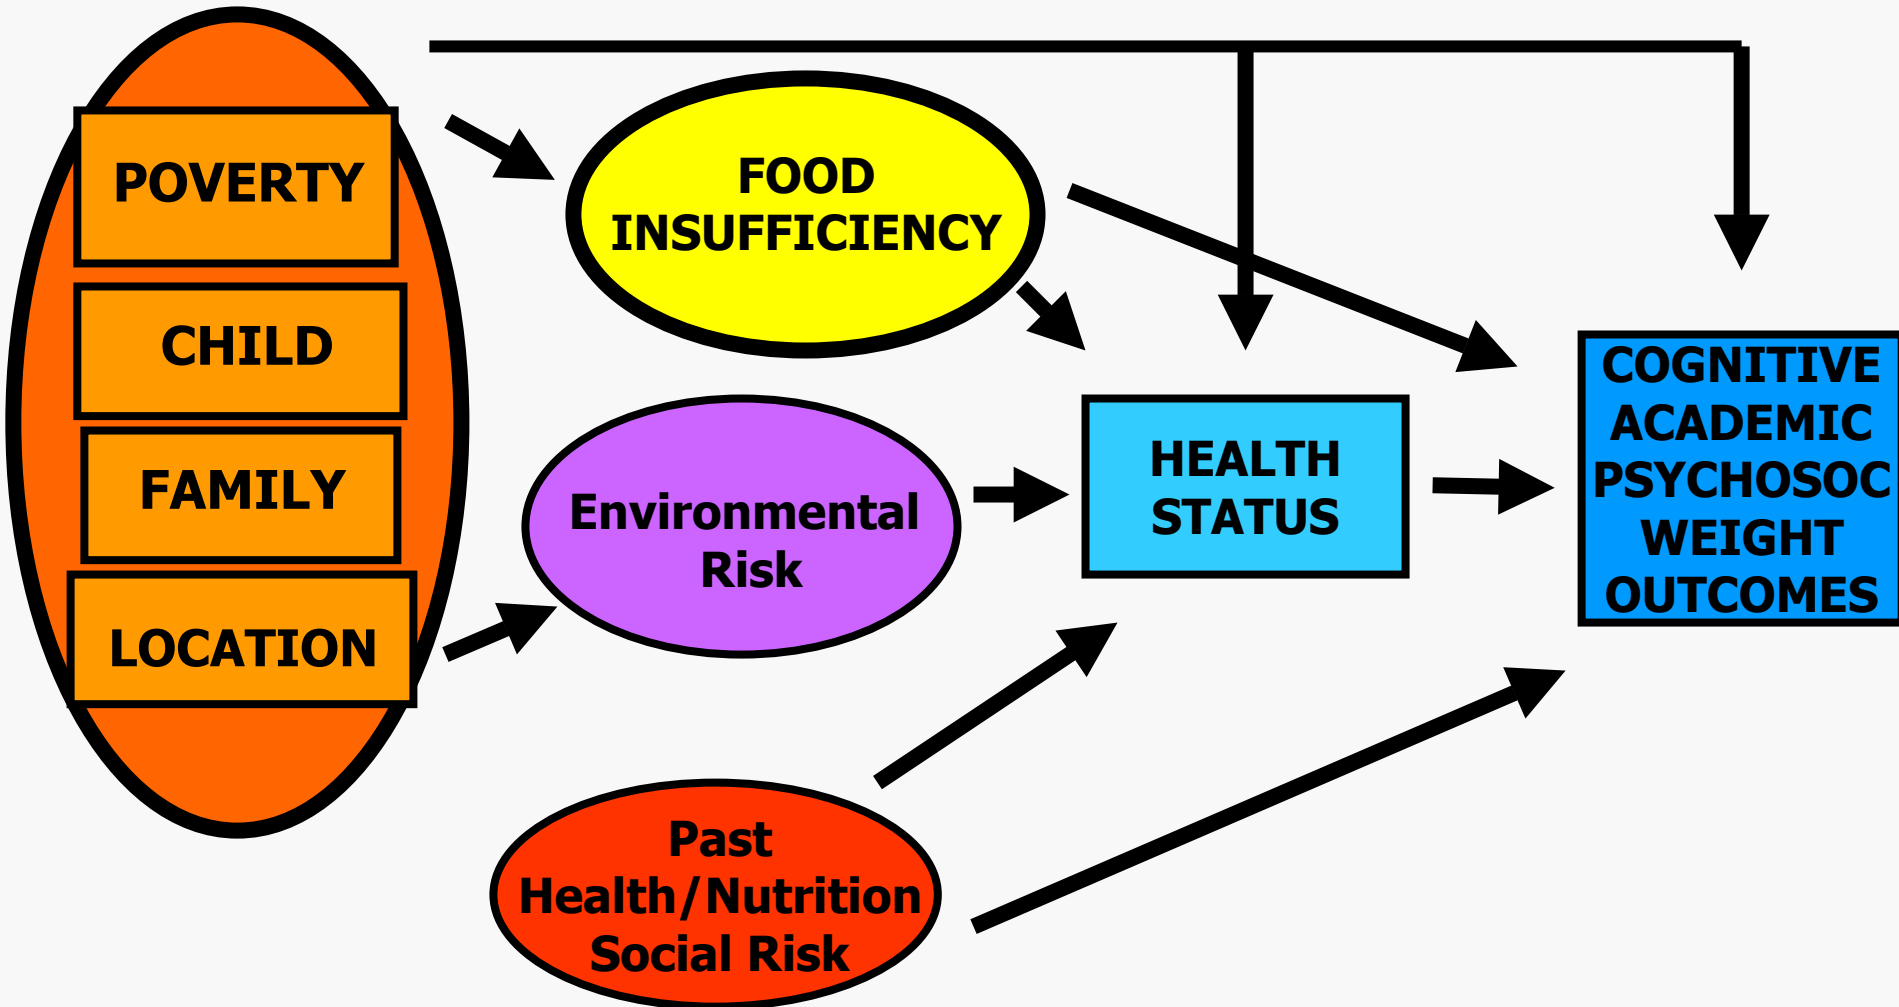 POVERTY
CHILD
FAMILY
LOCATION
FOOD
INSUFFICIENCY
Environmental
Risk
Past
Health/Nutrition
Social Risk
HEALTH
STATUS
COGNITIVE
ACADEMIC
PSYCHOSOC
WEIGHT
OUTCOMES